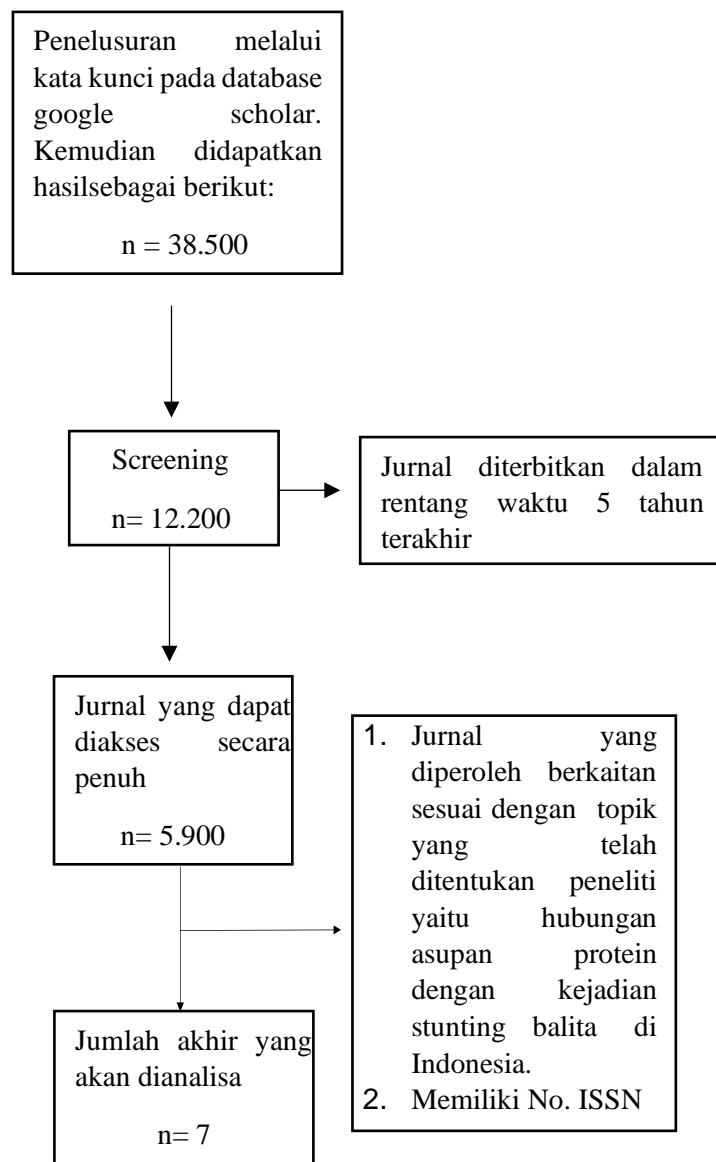 Penelusuran melalui
kata kunci pada database
google scholar.
Kemudian didapatkan
hasilsebagai berikut:
n = 38.500
Screening
n= 12.200
Jurnal diterbitkan dalam
rentang waktu 5 tahun
terakhir
Jurnal yang dapat
diakses secara
penuh
n= 5.900
1. Jurnal yang
diperoleh berkaitan
sesuai dengan topik
yang telah
ditentukan peneliti
yaitu hubungan
asupan protein
dengan kejadian
stunting balita di
Indonesia.
2. Memiliki No. ISSN
Jumlah akhir yang
akan dianalisa
n= 7